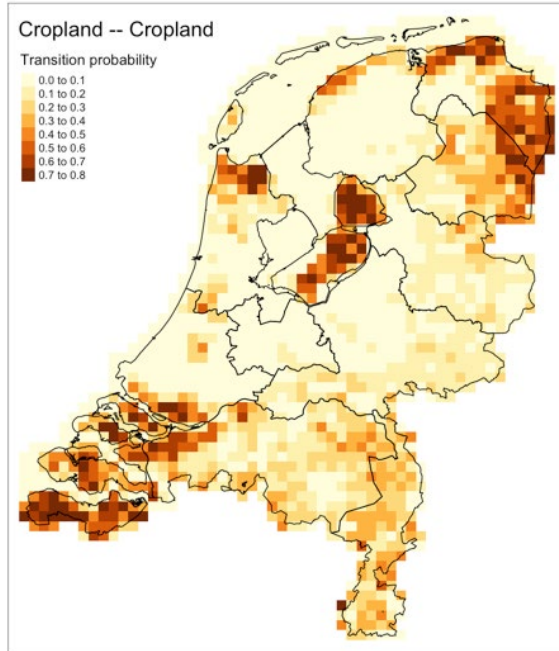 Cropland -- Cropland
Transition probability
0.0 to 0.1
0.1 to 0.2
0.2 to 0.3
0.3 to 0.4
0.4 to 0.5
0.5 to 0.6
0.6 to 0.7
0.7 to 0.8